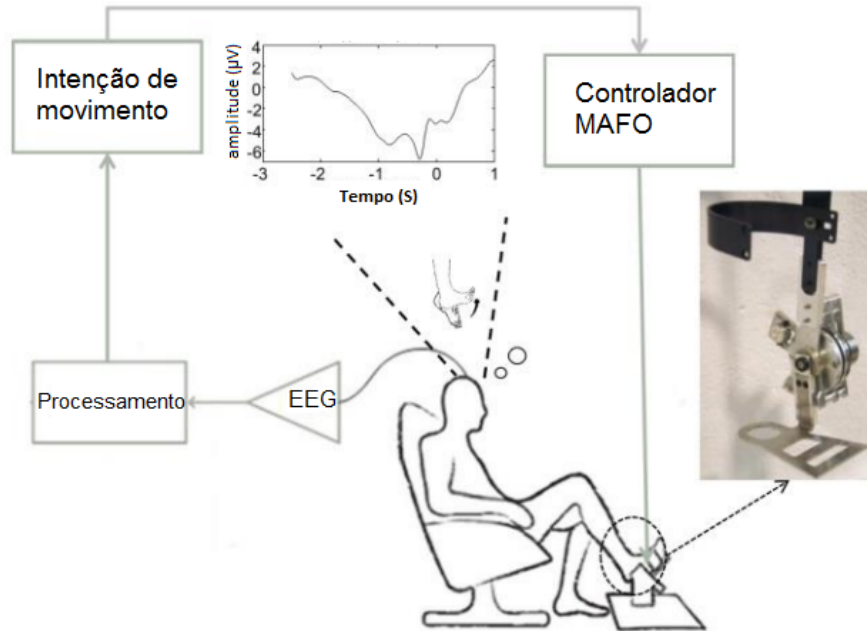 Intenção de
movimento
amplitude (µV)
4
2
0
-2
-4
-6
-3
-2
-1
0
1
Tempo (S)
Controlador
MAFO
Processamento
EEG